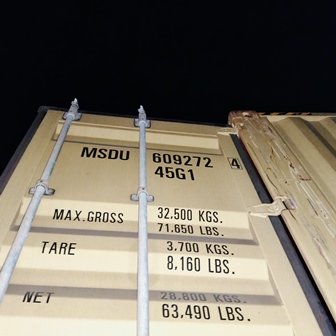 MSDU 609272 4
45G1
MAX.GROSS 32.500 KGS.
71.650 LBS.
TARE 3.700 KGS.
8,160 LBS.
NET 28.800 KGS.
63,490 LBS.